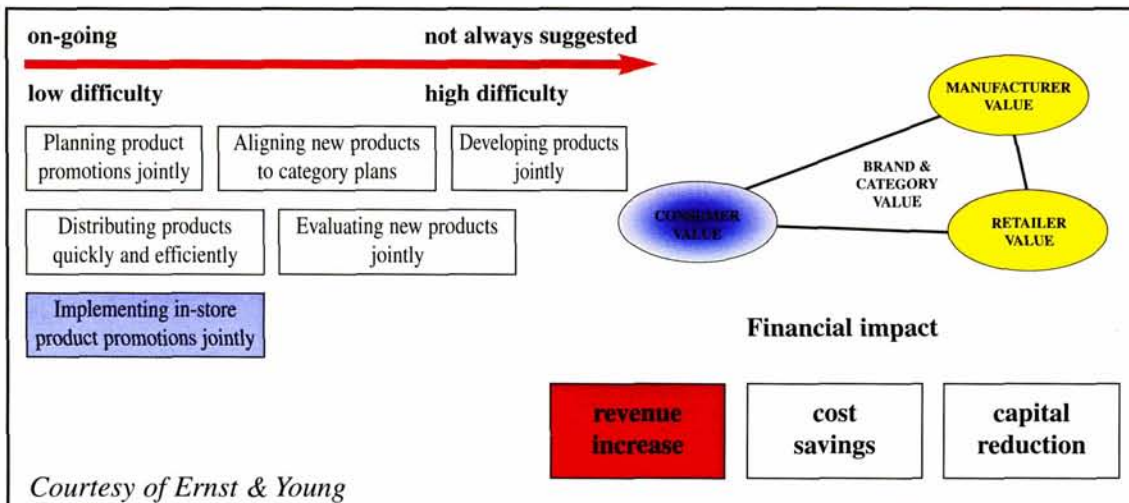 on-going
not always suggested
low difficulty
high difficulty
Planning product
promotions jointly
Aligning new products
to category plans
Developing products
jointly
Distributing products
quickly and efficiently
Evaluating new products
jointly
Implementing in-store
product promotions jointly
MANUFACTURER
VALUE
BRAND &
CATEGORY
VALUE
CONSUMER
VALUE
RETAILER
VALUE
Financial impact
revenue
increase
cost
savings
capital
reduction
Courtesy of Ernst & Young